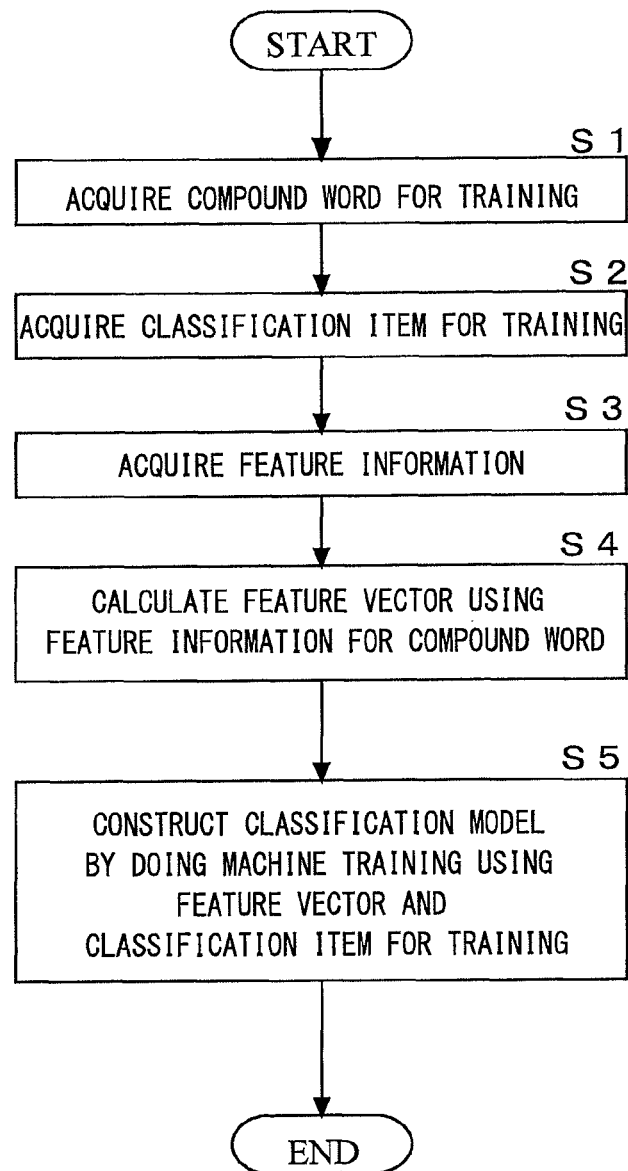 START
S 1
ACQUIRE COMPOUND WORD FOR TRAINING
S 2
ACQUIRE CLASSIFICATION ITEM FOR TRAINING
S 3
ACQUIRE FEATURE INFORMATION
S 4
CALCULATE FEATURE VECTOR USING
FEATURE INFORMATION FOR COMPOUND WORD
S 5
CONSTRUCT CLASSIFICATION MODEL
BY DOING MACHINE TRAINING USING
FEATURE VECTOR AND
CLASSIFICATION ITEM FOR TRAINING
END